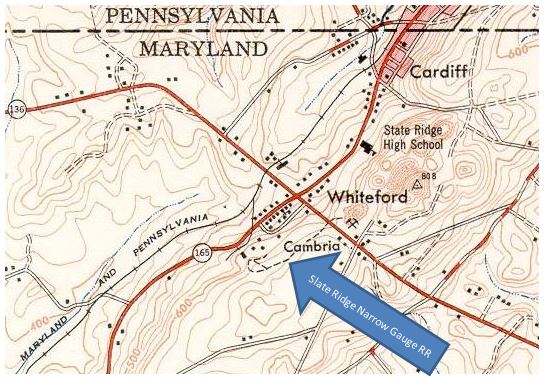 PENNSYLVANIA
MARYLAND
600
Cardiff
136
State Ridge
High School
808
Whiteford
PENNSYLVANIA
AND
MARYLAND
165
Cambria
Slate Ridge Narrow Gauge RR
400
600
500